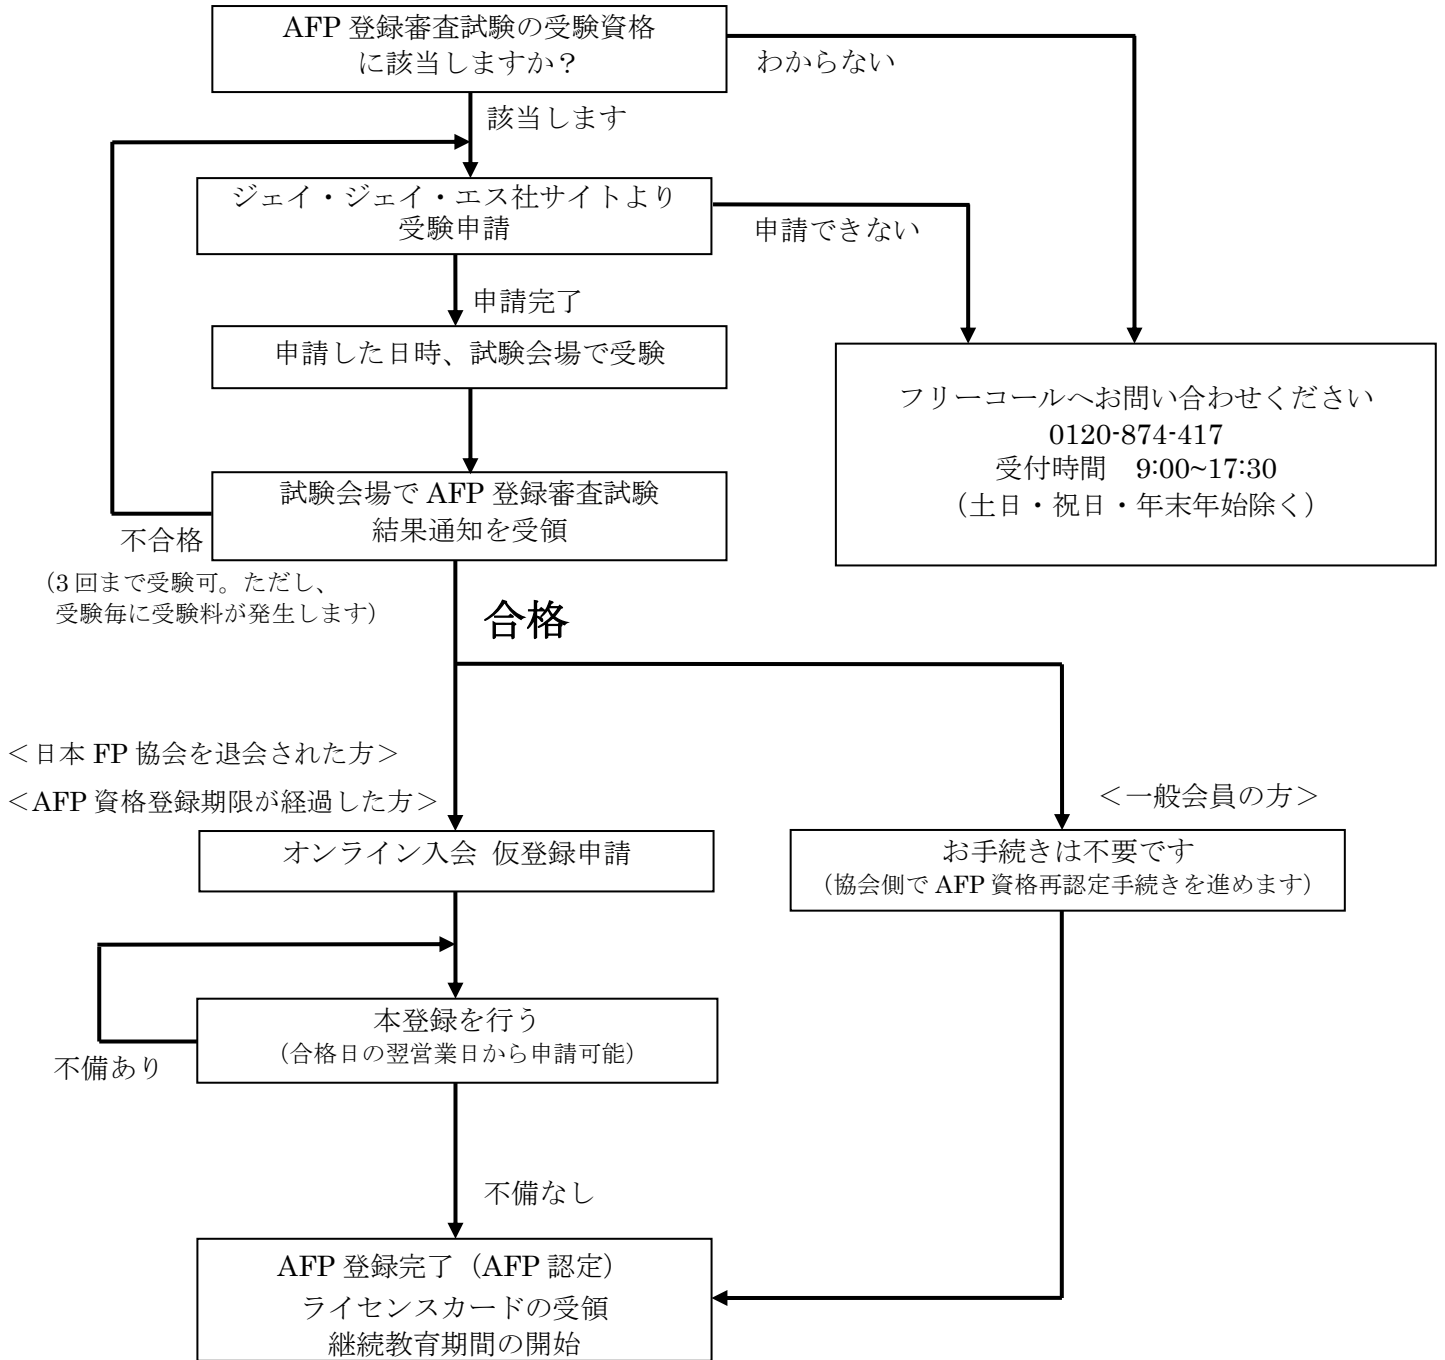 AFP 登録審査試験の受験資格
に該当しますか？
わからない
該当します
ジェイ・ジェイ・エス社サイトより
受験申請
申請できない
申請完了
申請した日時、試験会場で受験
フリーコールへお問い合わせください
0120-874-417
受付時間　9:00~17:30
（土日・祝日・年末年始除く）
試験会場で AFP 登録審査試験
結果通知を受領
不合格
（3 回まで受験可。ただし、
受験毎に受験料が発生します）
合格
＜日本 FP 協会を退会された方＞
＜AFP 資格登録期限が経過した方＞
＜一般会員の方＞
オンライン入会 仮登録申請
お手続きは不要です
（協会側で AFP 資格再認定手続きを進めます）
本登録を行う
（合格日の翌営業日から申請可能）
不備あり
不備なし
AFP 登録完了（AFP 認定）
ライセンスカードの受領
継続教育期間の開始